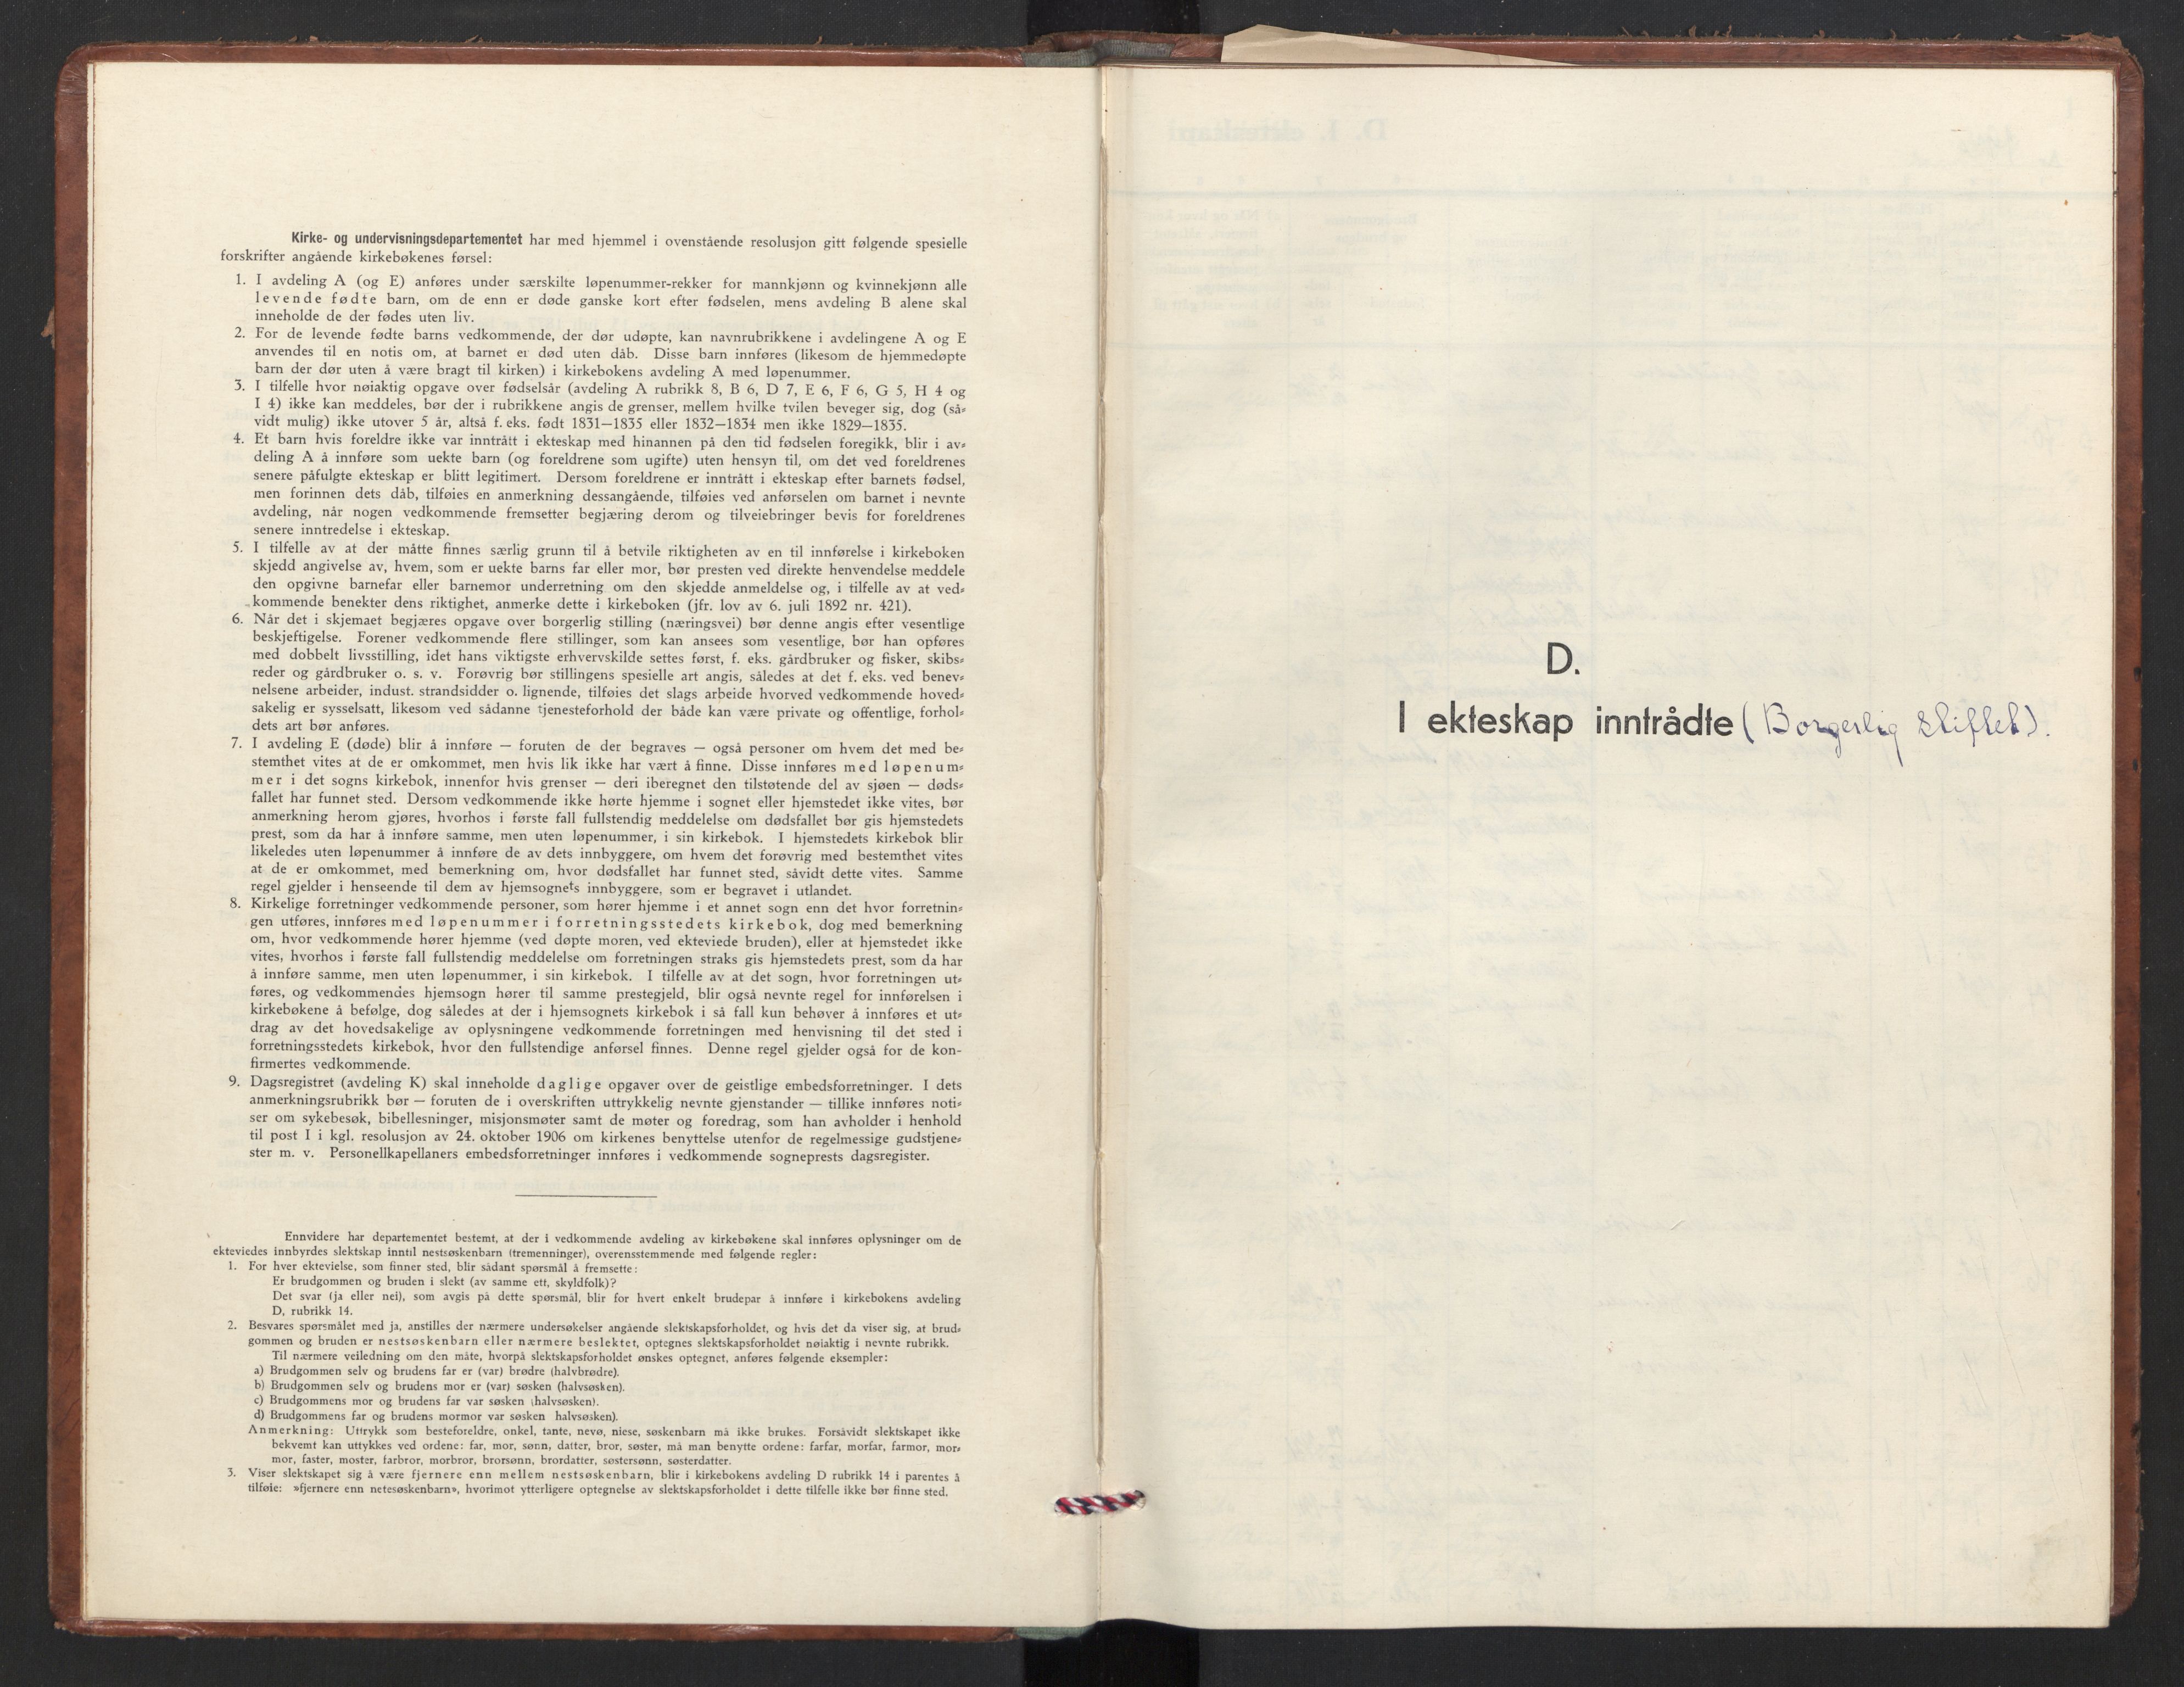 Kirke- og undervisningsdepartementet har med hjemmel i ovenstående resolusjon gitt følgende spesielle
forskrifter angående kirkebøkenes førsel:
1. I avdeling A (og E) anføres under særskilte løpenummer-rekker for mannkjønn og kvinnekjønn alle
levende fødte barn, om de enn er døde ganske kort efter fødselen, mens avdeling B alene skal
inneholde de der fødes uten liv.
2. For de levende fødte barns vedkommende, der dør udøpte, kan navnrubrikkene i avdelingene A og E
anvendes til en notis om, at barnet er død uten dåb. Disse barn innføres (likesom de hjemmedøpte
barn der dør uten å være bragt til kirken) i kirkebokens avdeling A med løpenummer.
3. I tilfelle hvor nøiaktig opgave over fødselsår (avdeling A rubrikk 8, B 6, D 7, E 6, F 6, G 5, H 4 og
I 4) ikke kan meddeles, bør der i rubrikkene angis de grenser, mellem hvilke tvilen beveger sig, dog (så=
vidt mulig) ikke utover 5 år, altså f. eks. født 1831—1835 eller 1832—1834 men ikke 1829—1835.
4. Et barn hvis foreldre ikke var inntrått i ekteskap med hinannen på den tid fødselen foregikk, blir i av=
deling A å innføre som uekte barn (og foreldrene som ugifte) uten hensyn til, om det ved foreldrenes
senere påfulgte ekteskap er blitt legitimert. Dersom foreldrene er inntrått i ekteskap efter barnets fødsel,
men forinnen dets dåb, tilføies en anmerkning dessangående, tilføies ved anførselen om barnet i nevnte
avdeling, når nogen vedkommende fremsetter begjæring derom og tilveiebringer bevis for foreldrenes
senere inntredelse i ekteskap.
5. I tilfelle av at der måtte finnes særlig grunn til å betvile riktigheten av en til innførelse i kirkeboken
skjedd angivelse av, hvem, som er uekte barns far eller mor, bør presten ved direkte henvendelse meddele
den opgivne barnefar eller barnemor underretning om den skjedde anmeldelse og, i tilfelle av at ved=
kommende benekter dens riktighet, anmerke dette i kirkeboken (jfr. lov av 6. juli 1892 nr. 421).
6. Når det i skjemaet begjæres opgave over borgerlig stilling (næringsvei) bør denne angis efter vesentlige
beskjeftigelse. Forener vedkommende flere stillinger, som kan ansees som vesentlige, bør han opføres
med dobbelt livsstilling, idet hans viktigste erhvervskilde settes først, f. eks. gårdbruker og fisker, skibs=
reder og gårdbruker o. s. v. Forøvrig bør stillingens spesielle art angis, således at det f. eks. ved benev=
nelsene arbeider, indust. strandsidder o. lignende, tilføies det slags arbeide hvorved vedkommende hoved=
sakelig er sysselsatt, likesom ved sådanne tjenesteforhold der både kan være private og offentlige, forhol=
dets art bør anføres.
7. I avdeling E (døde) blir å innføre — foruten de der begraves — også personer om hvem det med be=
stemthet vites at de er omkommet, men hvis lik ikke har vært å finne. Disse innføres med løpenum=
mer i det sogns kirkebok, innenfor hvis grenser — deri iberegnet den tilstøtende del av sjøen — døds=
fallet har funnet sted. Dersom vedkommende ikke hørte hjemme i sognet eller hjemstedet ikke vites, bør
anmerkning herom gjøres, hvorhos i første fall fullstendig meddelelse om dødsfallet bør gis hjemstedets
prest, som da har å innføre samme, men uten løpenummer, i sin kirkebok. I hjemstedets kirkebok blir
likeledes uten løpenummer å innføre de av dets innbyggere, om hvem det forøvrig med bestemthet vites
at de er omkommet, med bemerkning om, hvor dødsfallet har funnet sted, såvidt dette vites. Samme
regel gjelder i henseende til dem av hjemsognets innbyggere, som er begravet i utlandet.
8. Kirkelige forretninger vedkommende personer, som hører hjemme i et annet sogn enn det hvor forretnin=
gen utføres, innføres med løpenummer i forretningsstedets kirkebok, dog med bemerkning
om, hvor vedkommende hører hjemme (ved døpte moren, ved ekteviede bruden), eller at hjemstedet ikke
vites, hvorhos i første fall fullstendig meddelelse om forretningen straks gis hjemstedets prest, som da har
å innføre samme, men uten løpenummer, i sin kirkebok. I tilfelle av at det sogn, hvor forretningen ut=
føres, og vedkommendes hjemsogn hører til samme prestegjeld, blir også nevnte regel for innførelsen i
kirkebøkene å befølge, dog således at der i hjemsognets kirkebok i så fall kun behøver å innføres et ut=
drag av det hovedsakelige av oplysningene vedkommende forretningen med henvisning til det sted i
forretningsstedets kirkebok, hvor den fullstendige anførsel finnes. Denne regel gjelder også for de kon-
firmertes vedkommende.
9. Dagsregistret (avdeling K) skal inneholde daglige opgaver over de geistlige embedsforretninger. I dets
anmerkningsrubrikk bør — foruten de i overskriften uttrykkelig nevnte gjenstander — tillike innføres noti=
ser om sykebesøk, bibellesninger, misjonsmøter samt de møter og foredrag, som han avholder i henhold
til post I i kgl. resolusjon av 24. oktober 1906 om kirkenes benyttelse utenfor de regelmessige gudstjene=
ster m. v. Personellkapellaners embedsforretninger innføres i vedkommende sogneprests dagsregister.
Ennvidere har departementet bestemt, at der i vedkommende avdeling av kirkebøkene skal innføres oplysninger om de
ekteviedes innbyrdes slektskap inntil nestsøskenbarn (tremenninger), overensstemmende med følgende regler:
1. For hver ektevielse, som finner sted, blir sådant spørsmål å fremsette:
Er brudgommen og bruden i slekt (av samme ett, skyldfolk)?
Det svar (ja eller nei), som avgis på dette spørsmål, blir for hvert enkelt brudepar å innføre i kirkebokens avdeling
D, rubrikk 14.
2. Besvares spørsmålet med ja, anstilles der nærmere undersøkelser angående slektskapsforholdet, og hvis det da viser sig, at brud=
gommen og bruden er nestsøskenbarn eller nærmere beslektet, optegnes slektskapsforholdet nøiaktig i nevnte rubrikk.
Til nærmere veiledning om den måte, hvorpå slektskapsforholdet ønskes optegnet, anføres følgende eksempler:
a) Brudgommen selv og brudens far er (var) brødre (halvbrødre).
b) Brudgommen selv og brudens mor er (var) søsken (halvsøsken).
c) Brudgommens mor og brudens far var søsken (halvsøsken).
d) Brudgommens far og brudens mormor var søsken halvsøsken).
Anmerkning: Uttrykk som besteforeldre, onkel, tante, nevø, niese, søskenbarn må ikke brukes. Forsåvidt slektskapet ikke
bekvemt kan uttykkes ved ordene: far, mor, sønn, datter, bror, søster, må man benytte ordene: farfar, morfar, farmor, mor=
mor, faster, moster, farbror, morbror, brorsønn, brordatter, søstersønn, søsterdatter.
3. Viser slektskapet sig å være fjernere enn mellem nestsøskenbarn, blir i kirkebokens avdeling D rubrikk 14 i parentes å
tilføie: »fjernere enn netesøskenbarn», hvorimot ytterligere optegnelse av slektskapsforholdet i dette tilfelle ikke bør finne sted.
D.
I ekteskap inntrådte (Borgerlig stiftet).